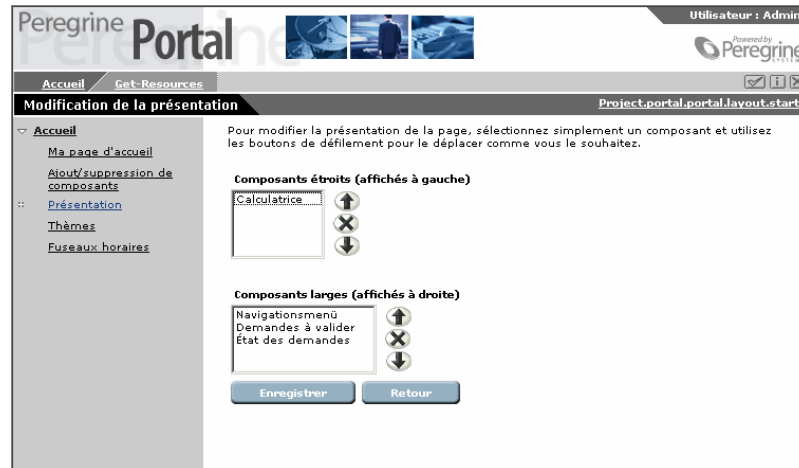 Peregrine Portal
Utilisateur : Admin
Powered by
Peregrine
Accueil
Get-Resources
Modification de la présentation
Project.portal.portal.layout.start
Accueil
Ma page d'accueil
Ajout/suppression de
composants
Présentation
Thèmes
Fuseaux horaires
Pour modifier la présentation de la page, sélectionnez simplement un composant et utilisez
les boutons de défilement pour le déplacer comme vous le souhaitez.
Composants étroits (affichés à gauche)
Calculatrice
Composants larges (affichés à droite)
Navigationsmenü
Demandes à valider
État des demandes
Enregistrer
Retour